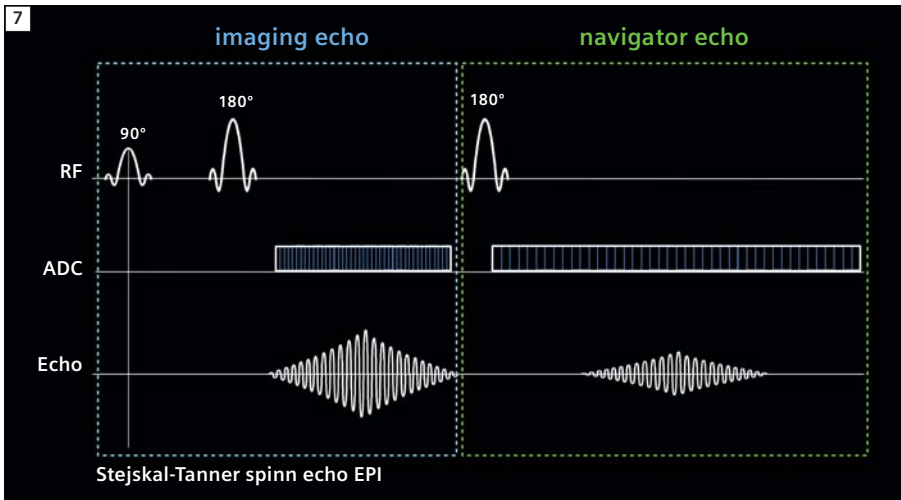 7
imaging echo
navigator echo
90°
180°
180°
RF
ADC
Echo
Stejskal-Tanner spinn echo EPI